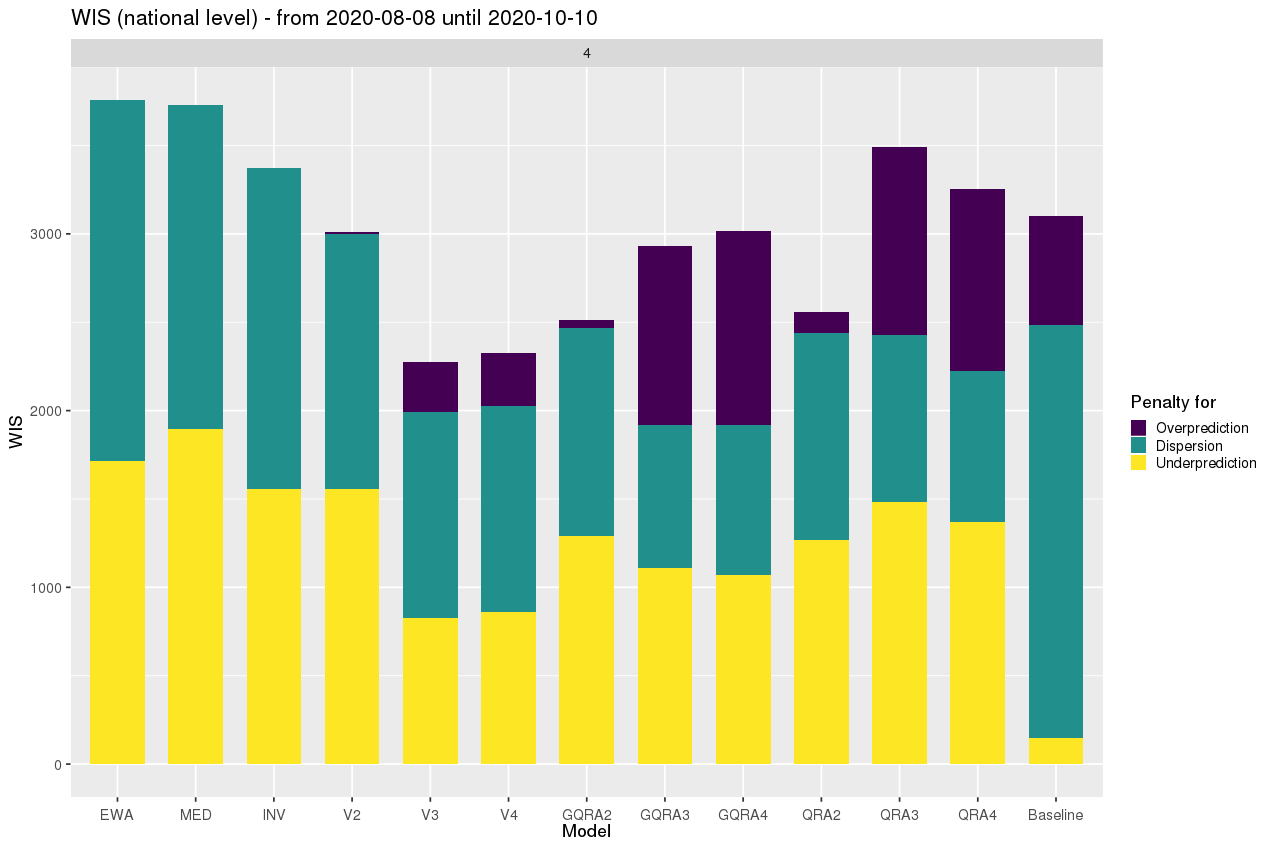 WIS (national level) - from 2020-08-08 until 2020-10-10
4
WIS
3000
2000
1000
0
EWA MED INV V2 V3 V4 GQRA2 GQRA3 GQRA4 QRA2 QRA3 QRA4 Baseline
Model
Penalty for
Overprediction
Dispersion
Underprediction